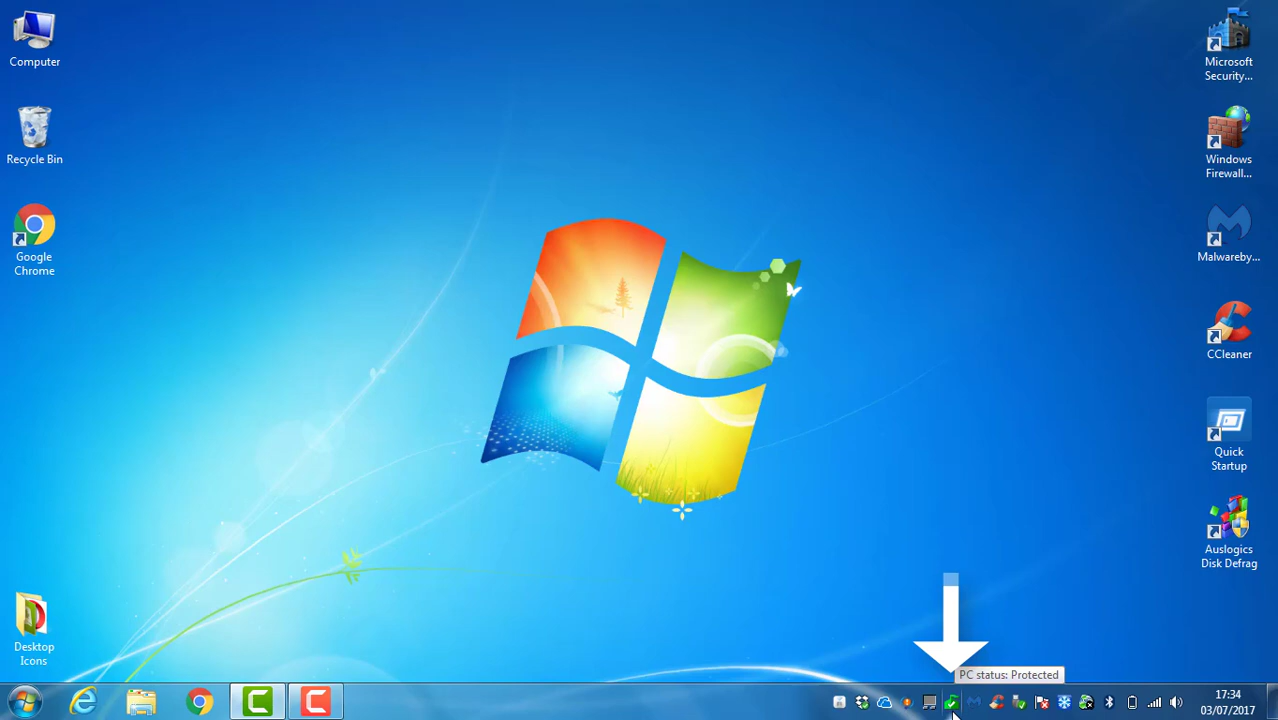 Computer
Recycle Bin
Google
Chrome
Desktop
Icons
Microsoft
Security...
Windows
Firewall...
Malwareby...
CCleaner
Quick
Startup
Auslogics
Disk Defrag
PC status: Protected
17:34
03/07/2017